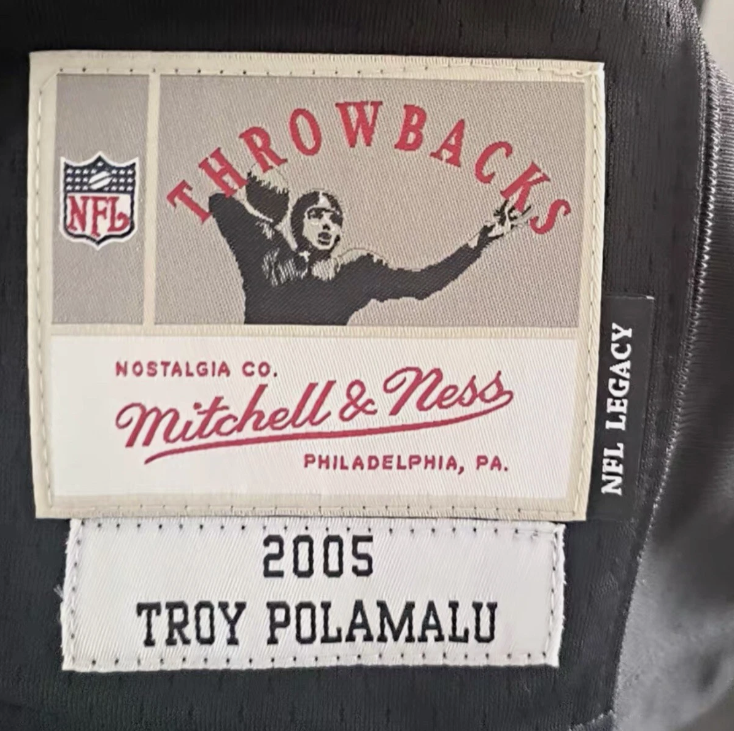 THROWBACKS
NFL
NOSTALGIA CO.
Mitchell & Ness
PHILADELPHIA, PA.
NFL LEGACY
2005
TROY POLAMALU